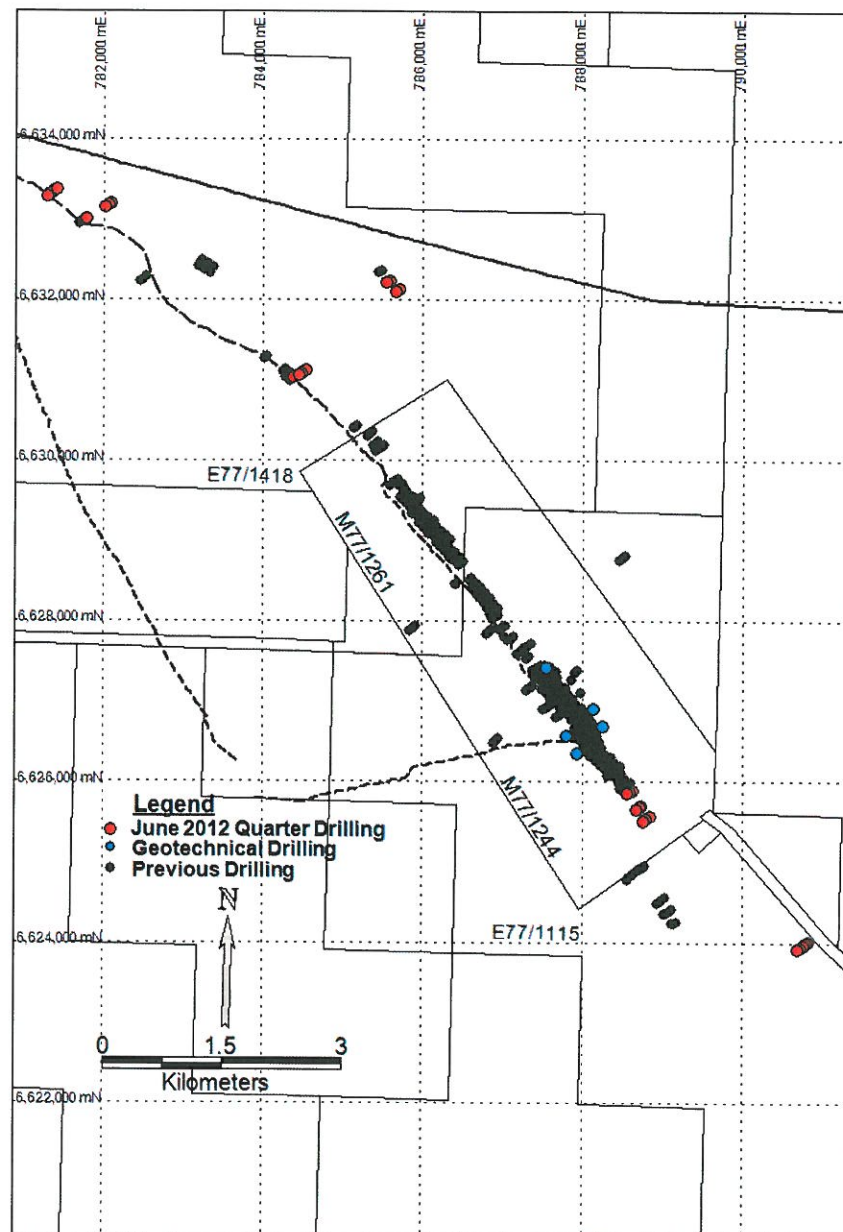 782,000 mE
784,000 mE
786,000 mE
788,000 mE
790,000 mE
6,634,000 mN
6,632,000 mN
6,630,000 mN
E77/1418
M77/1261
6,628,000 mN
6,626,000 mN
M77/1244
Legend
June 2012 Quarter Drilling
Geotechnical Drilling
Previous Drilling
N
E77/1115
6,624,000 mN
0 1.5 3
Kilometers
6,622,000 mN